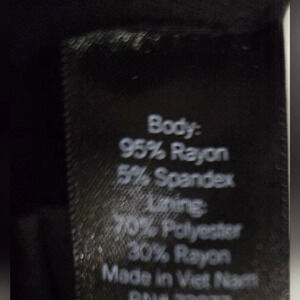 Body:
95% Rayon
5% Spandex
Lining:
70% Polyester
30% Rayon
Made in Viet Nam